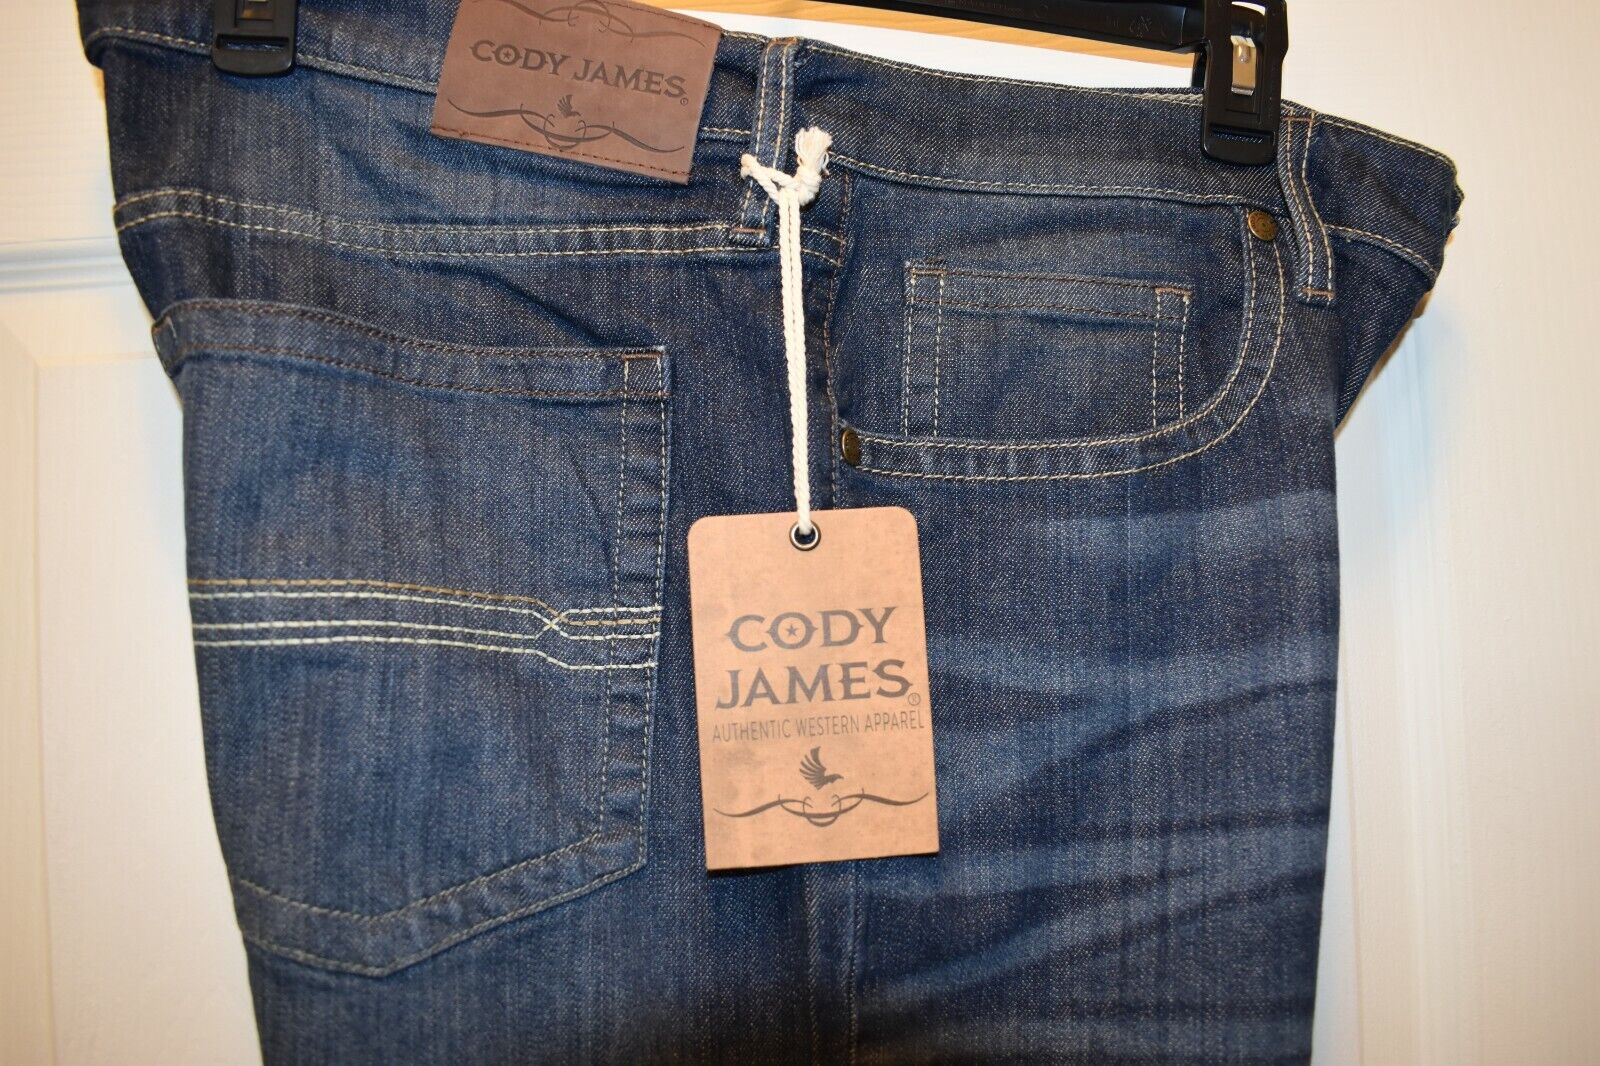 CODY JAMES®
CODY
JAMES®
AUTHENTIC WESTERN APPAREL